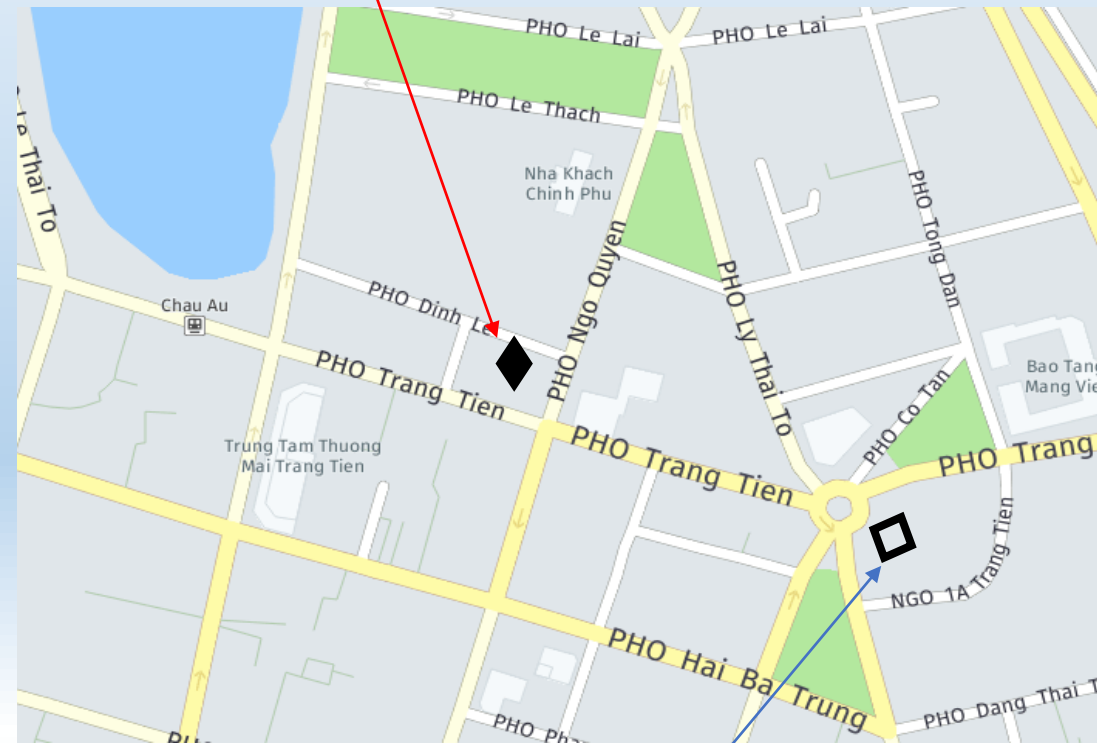 PHO Le Lai
PHO Le Lai
PHO Le Thach
Le Thai To
Nha Khach
Chinh Phu
PHO Tong Dan
PHO Ngo Quyen
PHO Ly Thai To
Chau Au
PHO Dinh Le
PHO Trang Tien
Bao Tang
Mang Vie
PHO Co Tan
Trung Tam Thuong
Mai Trang Tien
PHO Trang Tien
PHO Trang
NGO 1A Trang Tien
PHO Hai Ba Trung
PHO Dang Thai T
PHO Pha
PHO